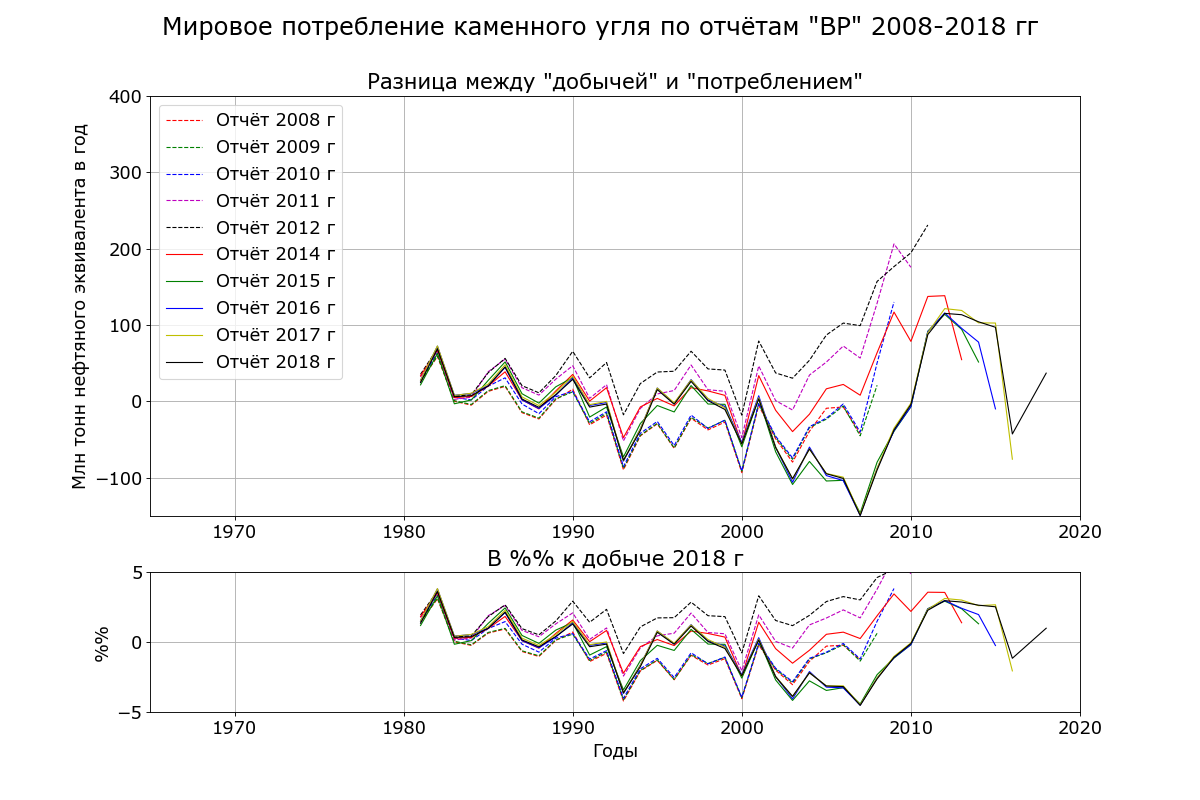 Мировое потребление каменного угля по отчётам "BP" 2008-2018 гг
Разница между "добычей" и "потреблением"
Млн тонн нефтяного эквивалента в год
400
300
200
100
0
−100
Отчёт 2008 г
Отчёт 2009 г
Отчёт 2010 г
Отчёт 2011 г
Отчёт 2012 г
Отчёт 2014 г
Отчёт 2015 г
Отчёт 2016 г
Отчёт 2017 г
Отчёт 2018 г
1970 1980 1990 2000 2010 2020
В %% к добыче 2018 г
%%
5
0
−5
1970 1980 1990 2000 2010 2020
Годы